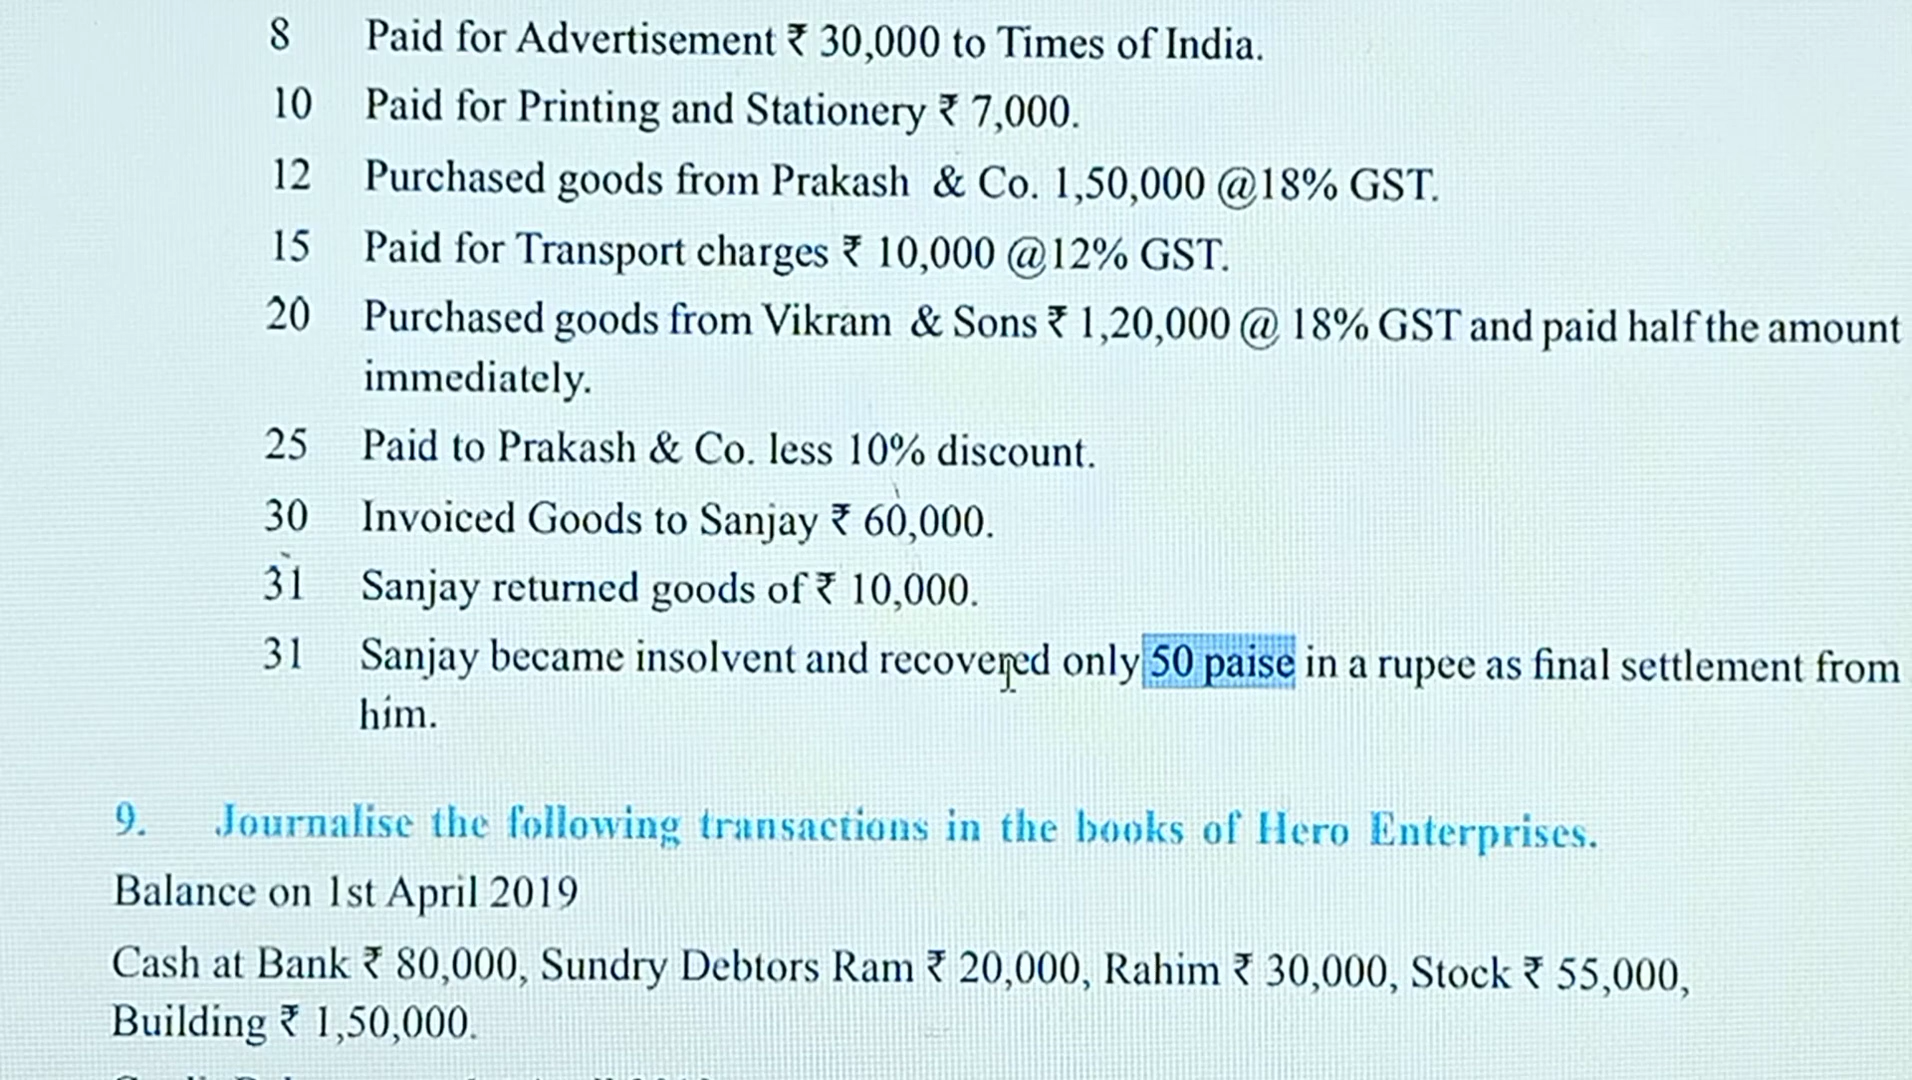 8 Paid for Advertisement ₹ 30,000 to Times of India.
10 Paid for Printing and Stationery ₹ 7,000.
12 Purchased goods from Prakash & Co. 1,50,000 @18% GST.
15 Paid for Transport charges ₹ 10,000 @12% GST.
20 Purchased goods from Vikram & Sons ₹ 1,20,000 @ 18% GST and paid half the amount
immediately.
25 Paid to Prakash & Co. less 10% discount.
30 Invoiced Goods to Sanjay ₹ 60,000.
31 Sanjay returned goods of ₹ 10,000.
31 Sanjay became insolvent and recovered only 50 paise in a rupee as final settlement from
him.
9. Journalise the following transactions in the books of Hero Enterprises.
Balance on 1st April 2019
Cash at Bank ₹ 80,000, Sundry Debtors Ram ₹ 20,000, Rahim ₹ 30,000, Stock ₹ 55,000,
Building ₹ 1,50,000.